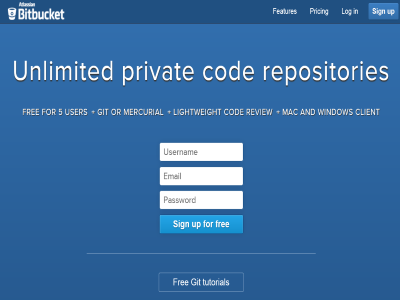 Atlassian
Bitbucket
Features Pricing Log in Sign up
Unlimited private code repositories
FREE FOR 5 USERS + GIT OR MERCURIAL + LIGHTWEIGHT CODE REVIEW + MAC AND WINDOWS CLIENT
Username
Email
Password
Sign up for free
Free Git tutorials